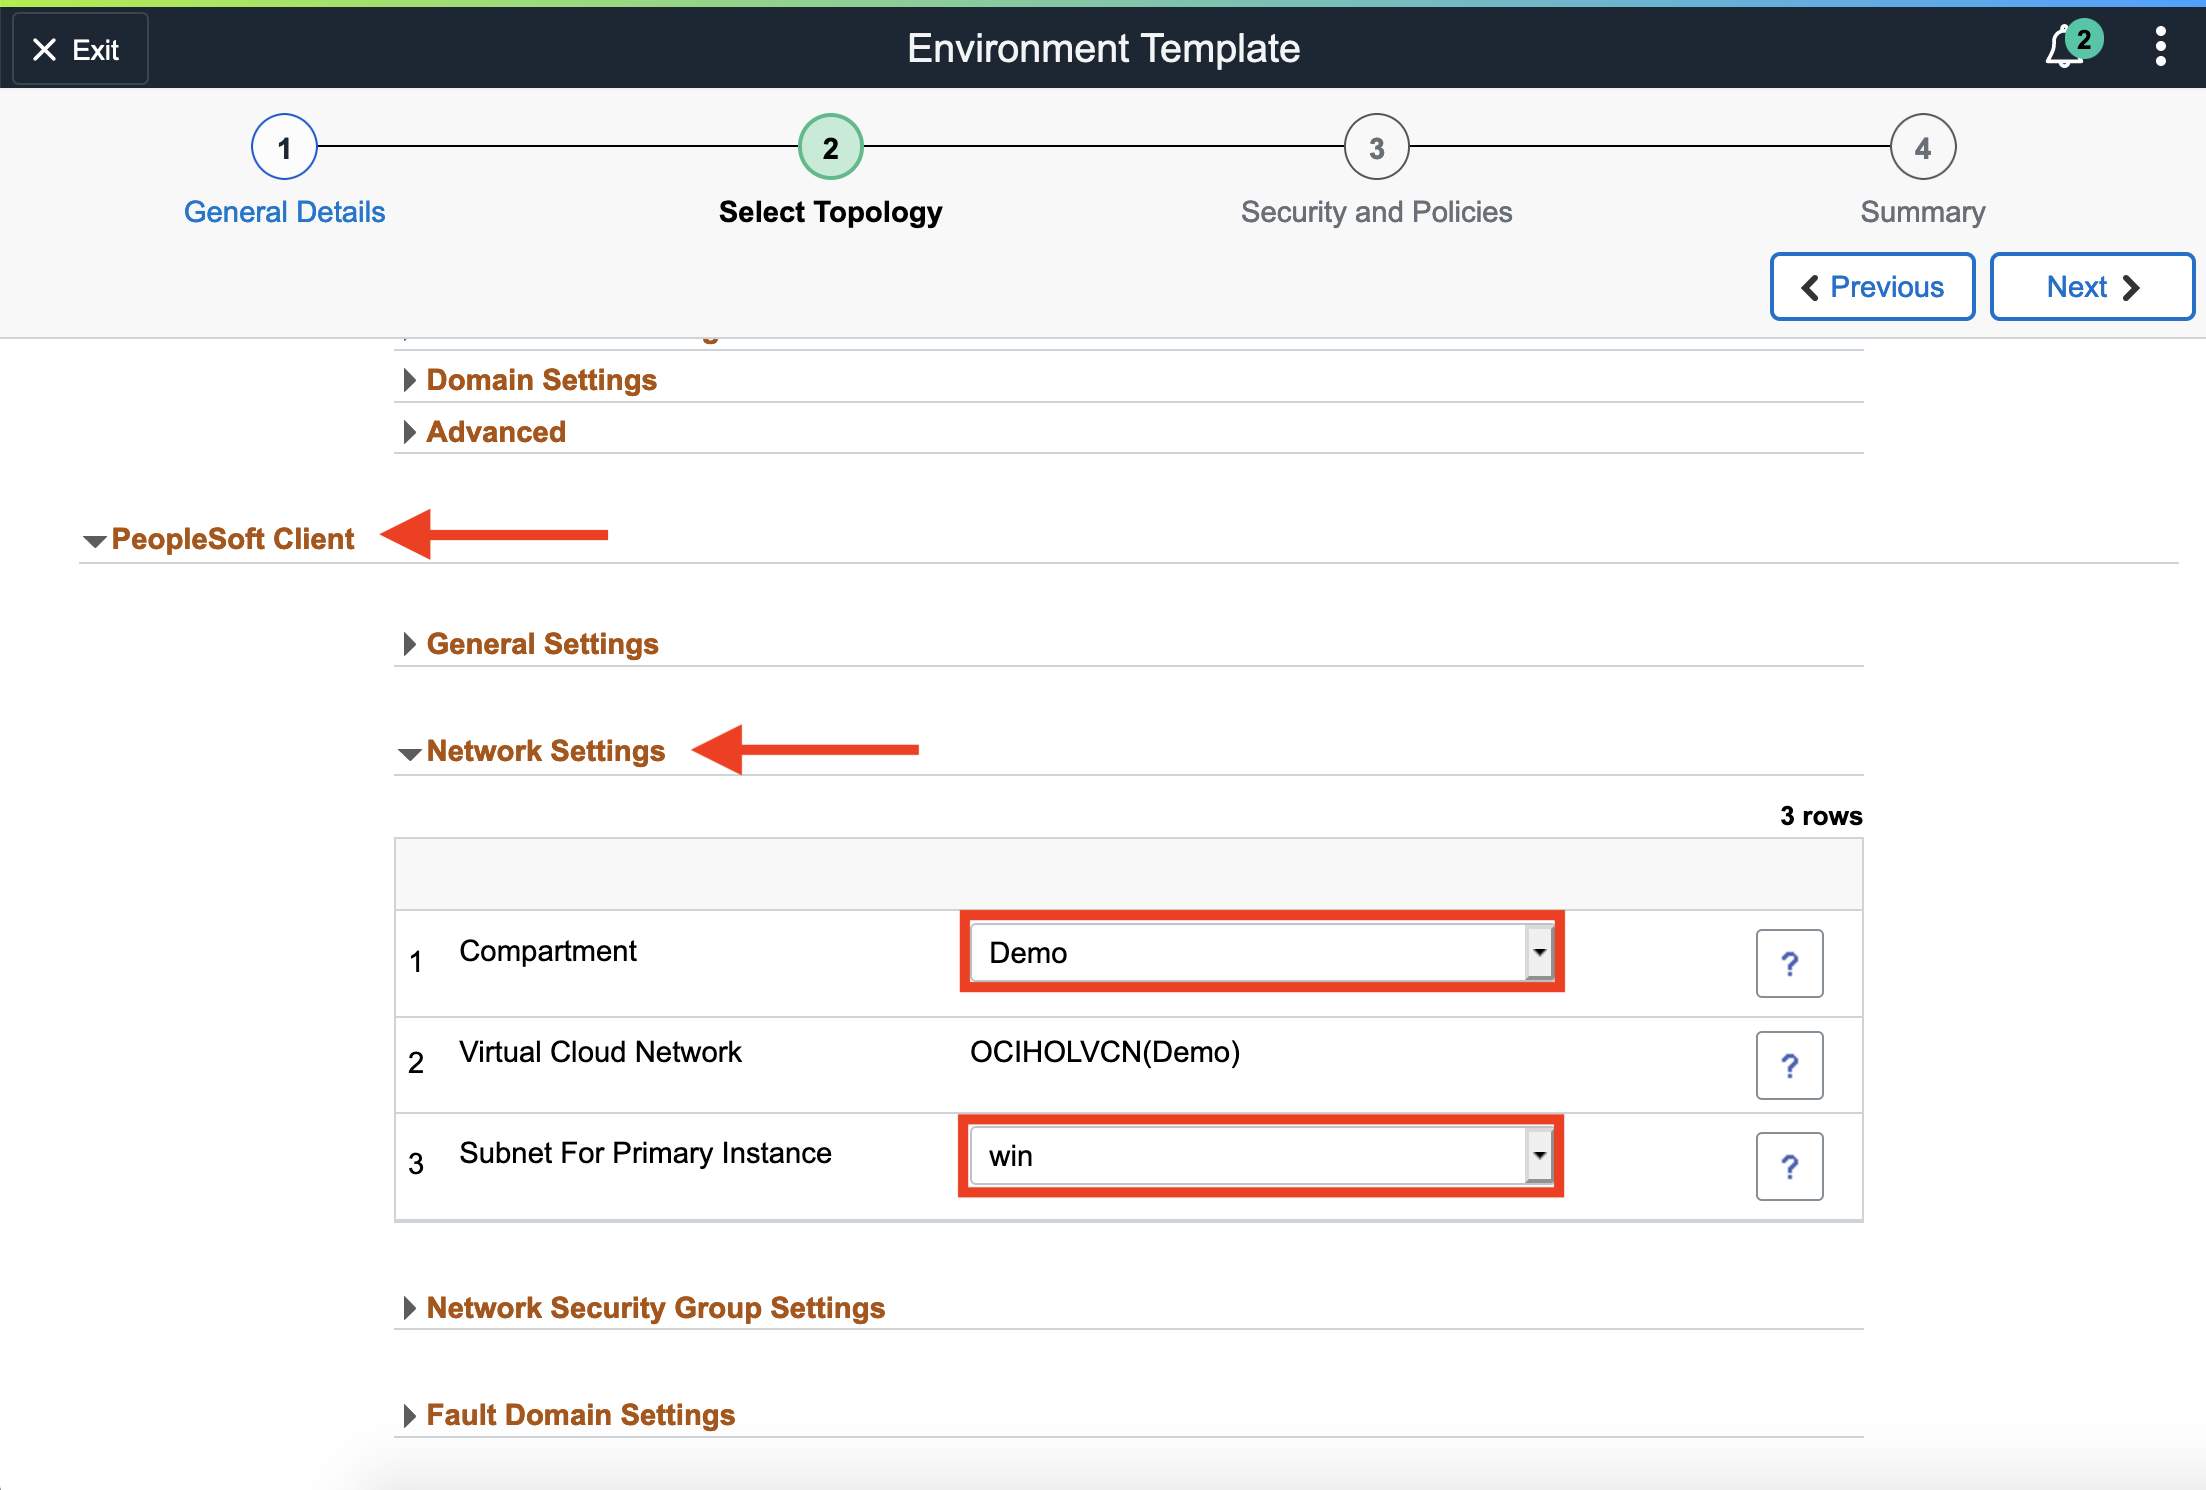 Exit
Environment Template
2
1
2
3
4
General Details
Select Topology
Security and Policies
Summary
Previous
Next
Domain Settings
Advanced
PeopleSoft Client
General Settings
Network Settings
3 rows
1 Compartment Demo ?
2 Virtual Cloud Network OCIHOLVCN(Demo) ?
3 Subnet For Primary Instance win ?
Network Security Group Settings
Fault Domain Settings